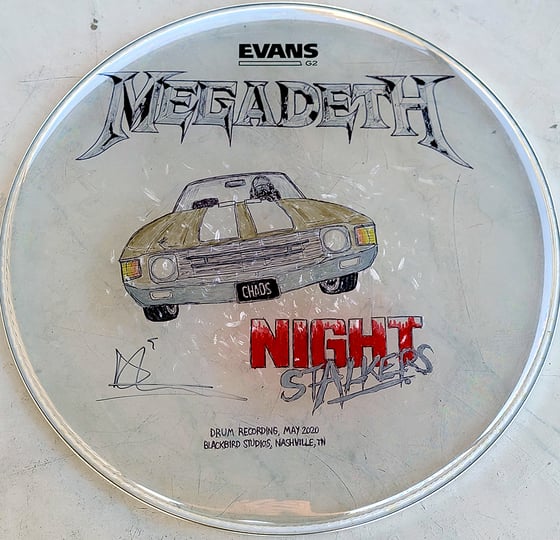 EVANS
G2
MEGADETH
CHAOS
NIGHT
STALKERS
DRUM RECORDING, MAY 2020
BLACKBIRD STUDIOS, NASHVILLE, TN